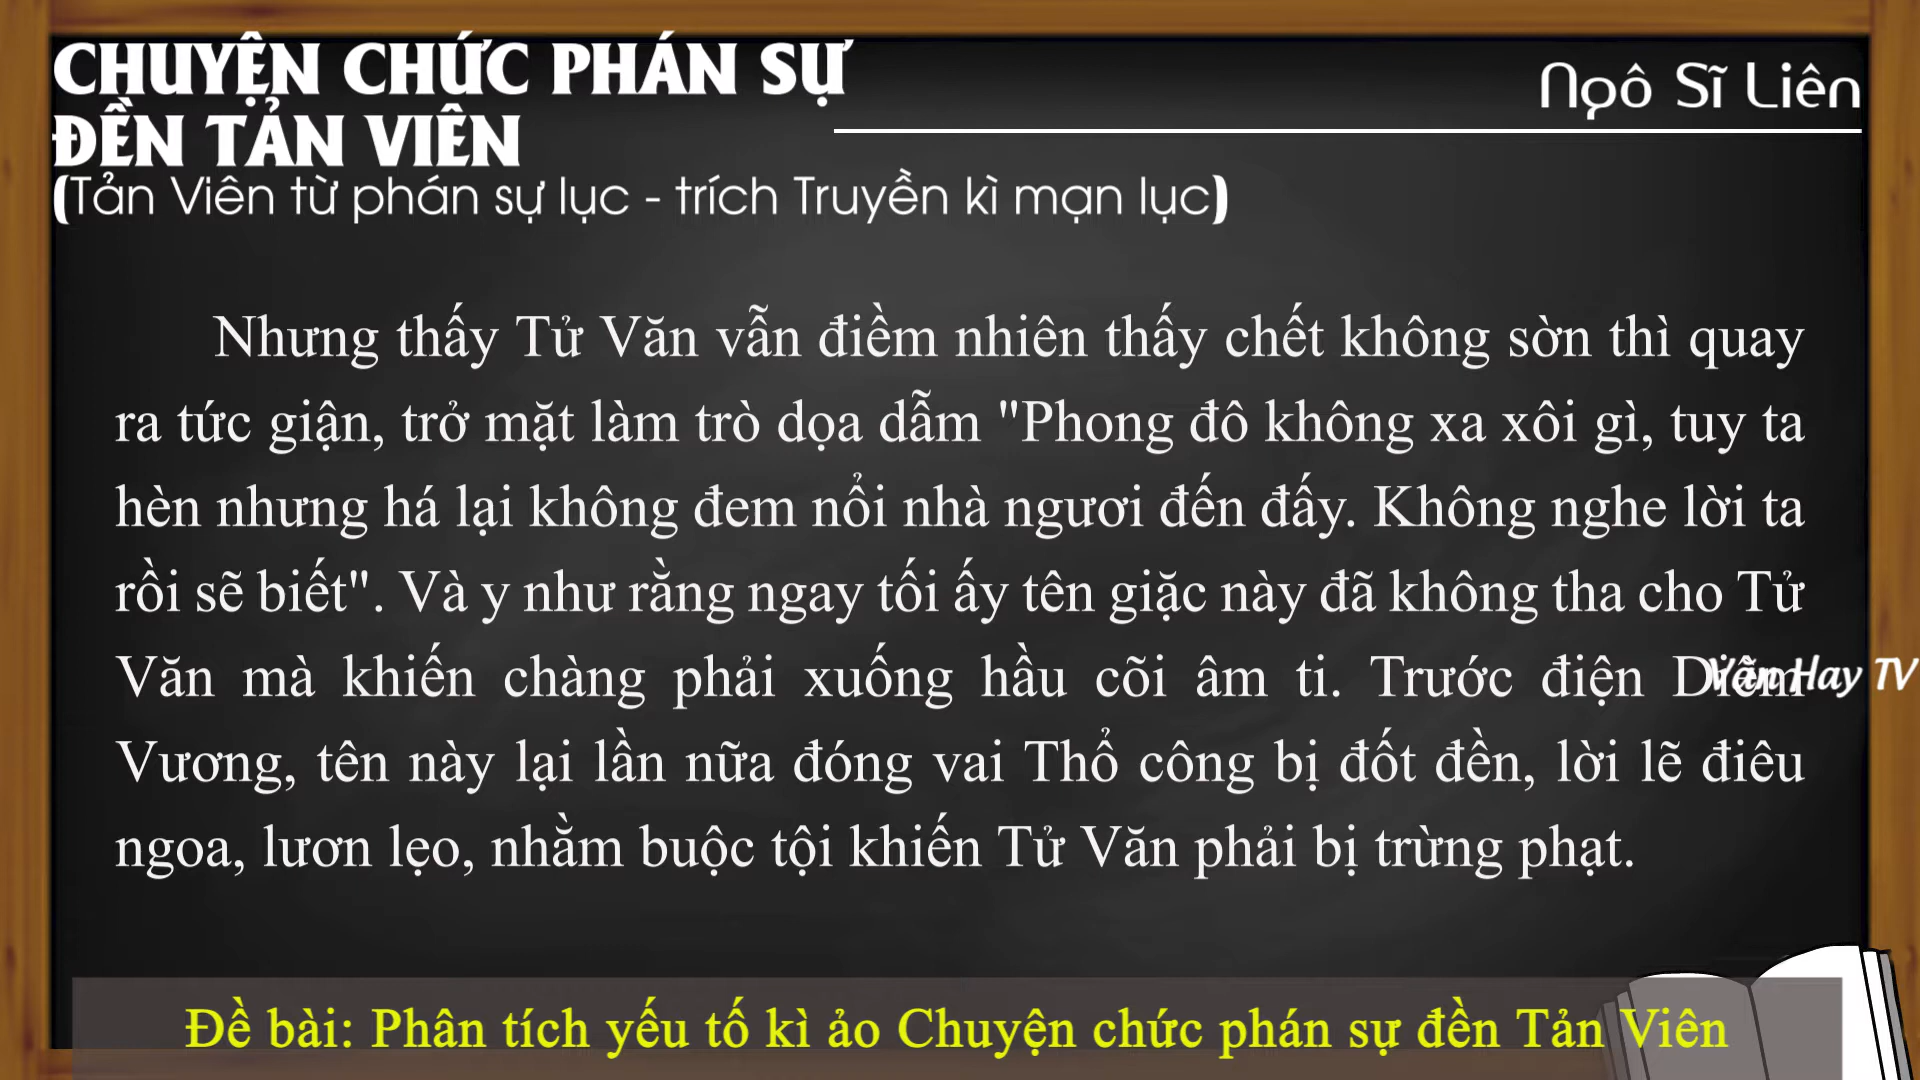 CHUYỆN CHỨC PHÁN SỰ
ĐỀN TẢN VIÊN
Ngô Sĩ Liên
(Tản Viên từ phán sự lục - trích Truyền kì mạn lục)
Nhưng thấy Tử Văn vẫn điềm nhiên thấy chết không sờn thì quay
ra tức giận, trở mặt làm trò dọa dẫm "Phong đô không xa xôi gì, tuy ta
hèn nhưng há lại không đem nổi nhà ngươi đến đấy. Không nghe lời ta
rồi sẽ biết". Và y như rằng ngay tối ấy tên giặc này đã không tha cho Tử
Văn mà khiến chàng phải xuống hầu cõi âm ti. Trước điện Diêm
Văn Hay TV
Vương, tên này lại lần nữa đóng vai Thổ công bị đốt đền, lời lẽ điêu
ngoa, lươn lẹo, nhằm buộc tội khiến Tử Văn phải bị trừng phạt.
Đề bài: Phân tích yếu tố kì ảo Chuyện chức phán sự đền Tản Viên